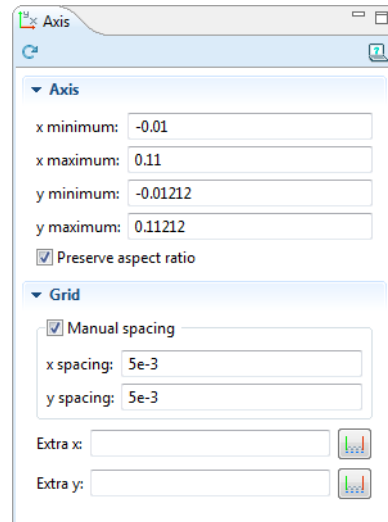 Axis
Axis
x minimum: -0.01
x maximum: 0.11
y minimum: -0.01212
y maximum: 0.11212
Preserve aspect ratio
Grid
Manual spacing
x spacing: 5e-3
y spacing: 5e-3
Extra x:
Extra y: